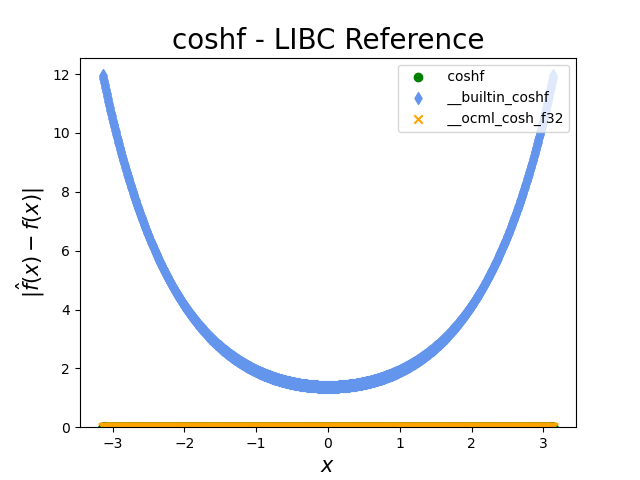 coshf - LIBC Reference
12
10
8
6
4
2
0
|f̂(x) − f(x)|
coshf
__builtin_coshf
__ocml_cosh_f32
−3 −2 −1 0 1 2 3
x